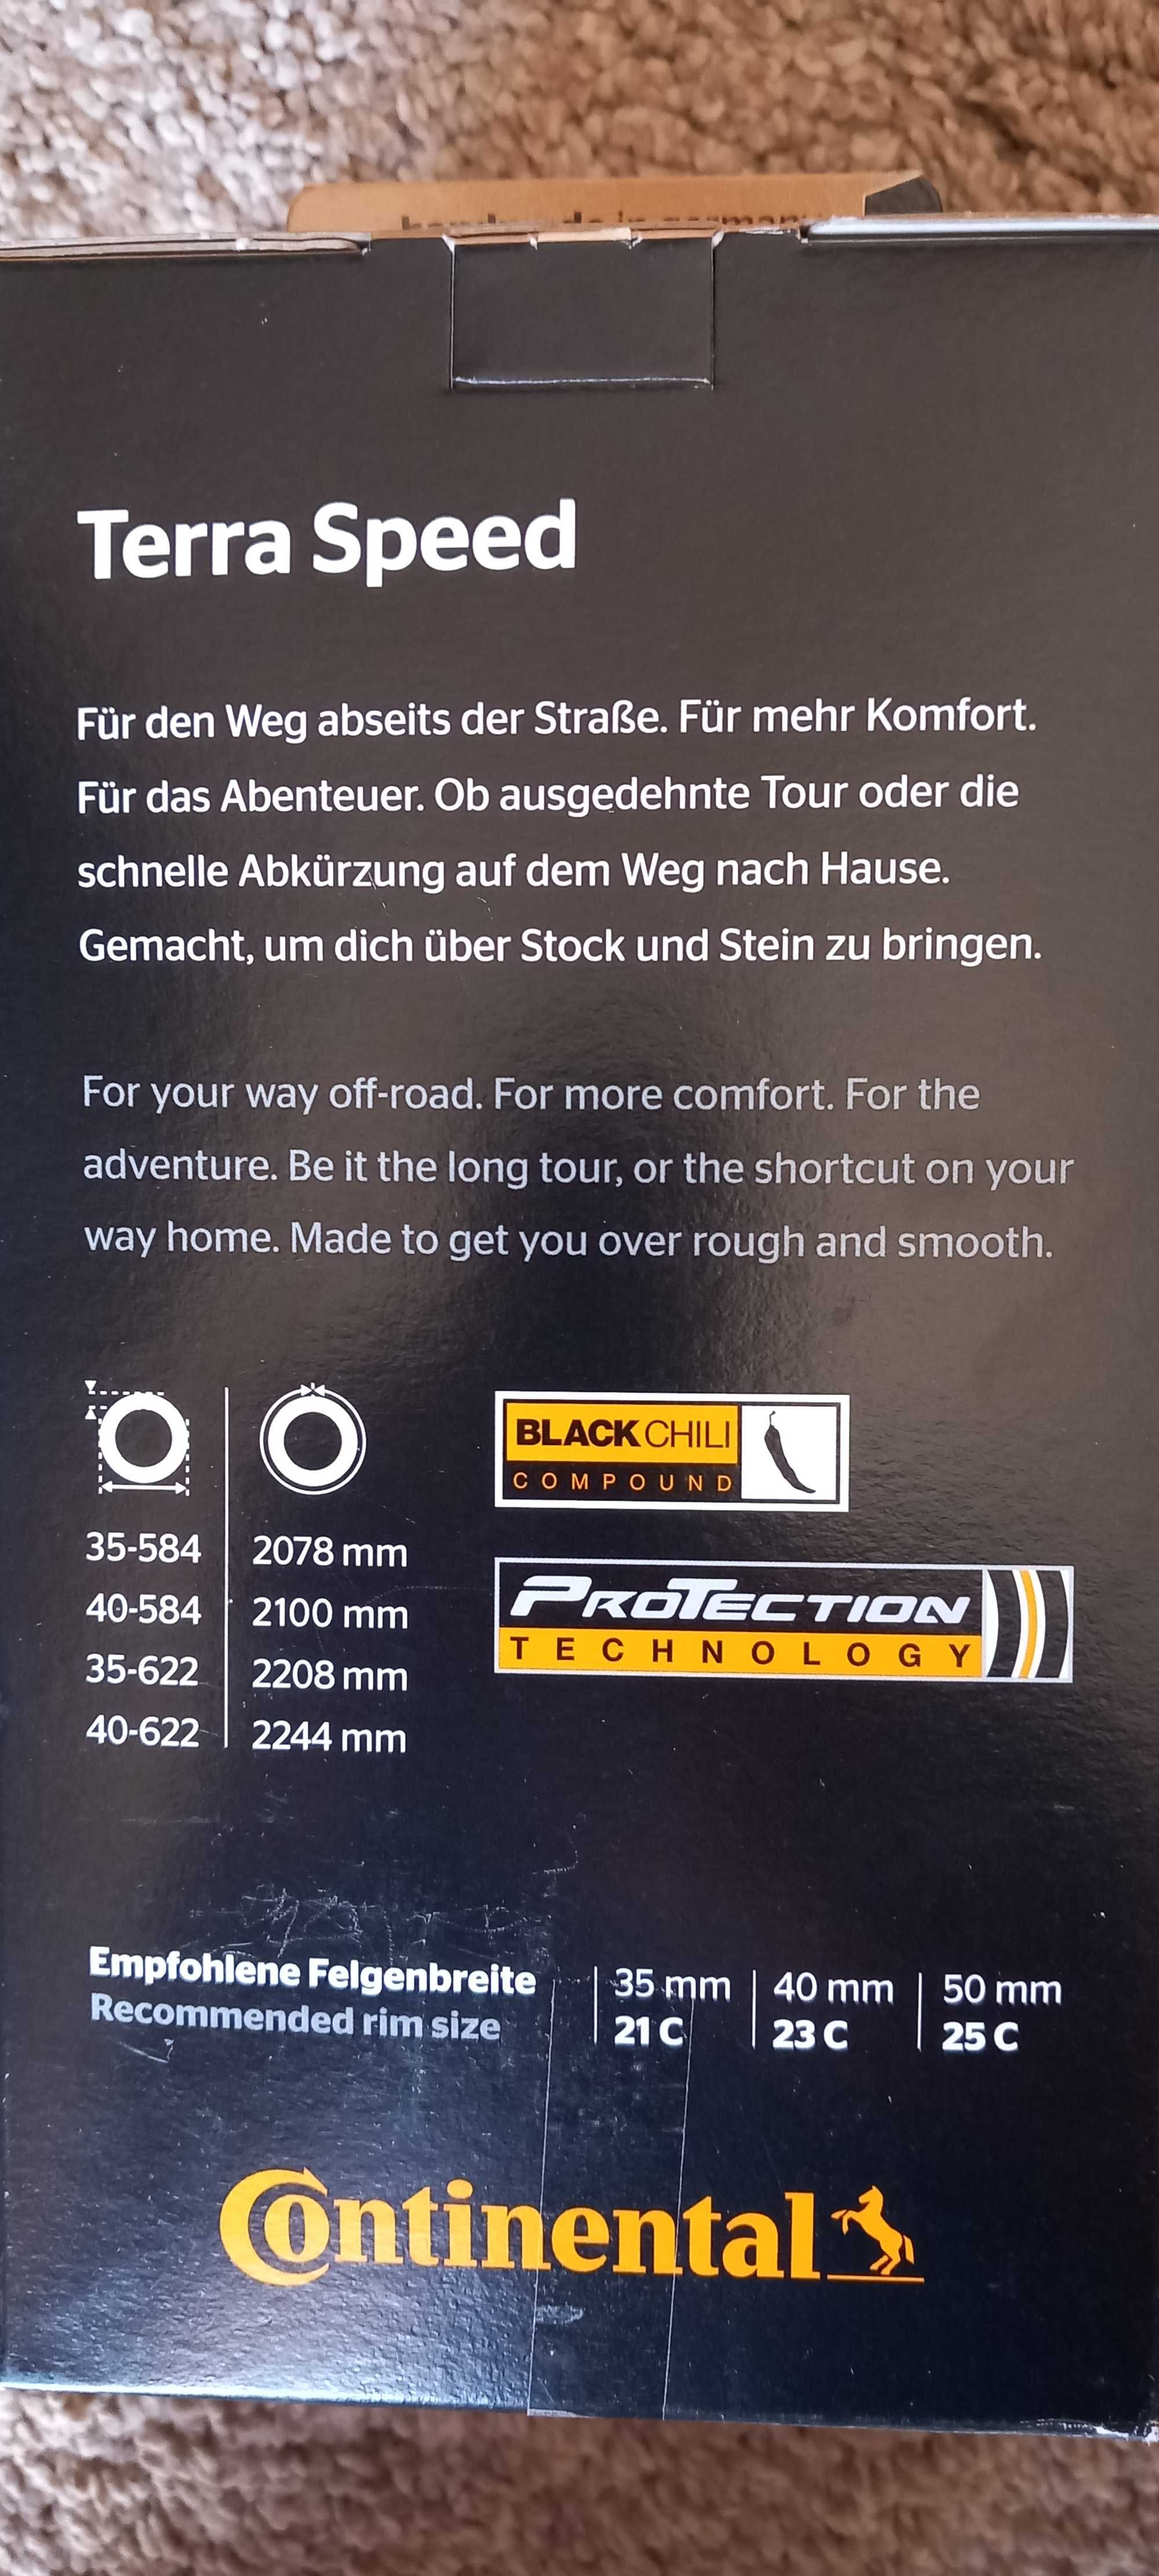 Terra Speed
Für den Weg abseits der Straße. Für mehr Komfort.
Für das Abenteuer. Ob ausgedehnte Tour oder die
schnelle Abkürzung auf dem Weg nach Hause.
Gemacht, um dich über Stock und Stein zu bringen.
For your way off-road. For more comfort. For the
adventure. Be it the long tour, or the shortcut on your
way home. Made to get you over rough and smooth.
35-584 2078 mm
40-584 2100 mm
35-622 2208 mm
40-622 2244 mm
BLACK CHILI
COMPOUND
PROTECTION
TECHNOLOGY
Empfohlene Felgenbreite 35 mm 40 mm 50 mm
Recommended rim size 21 C 23 C 25 C
Continental